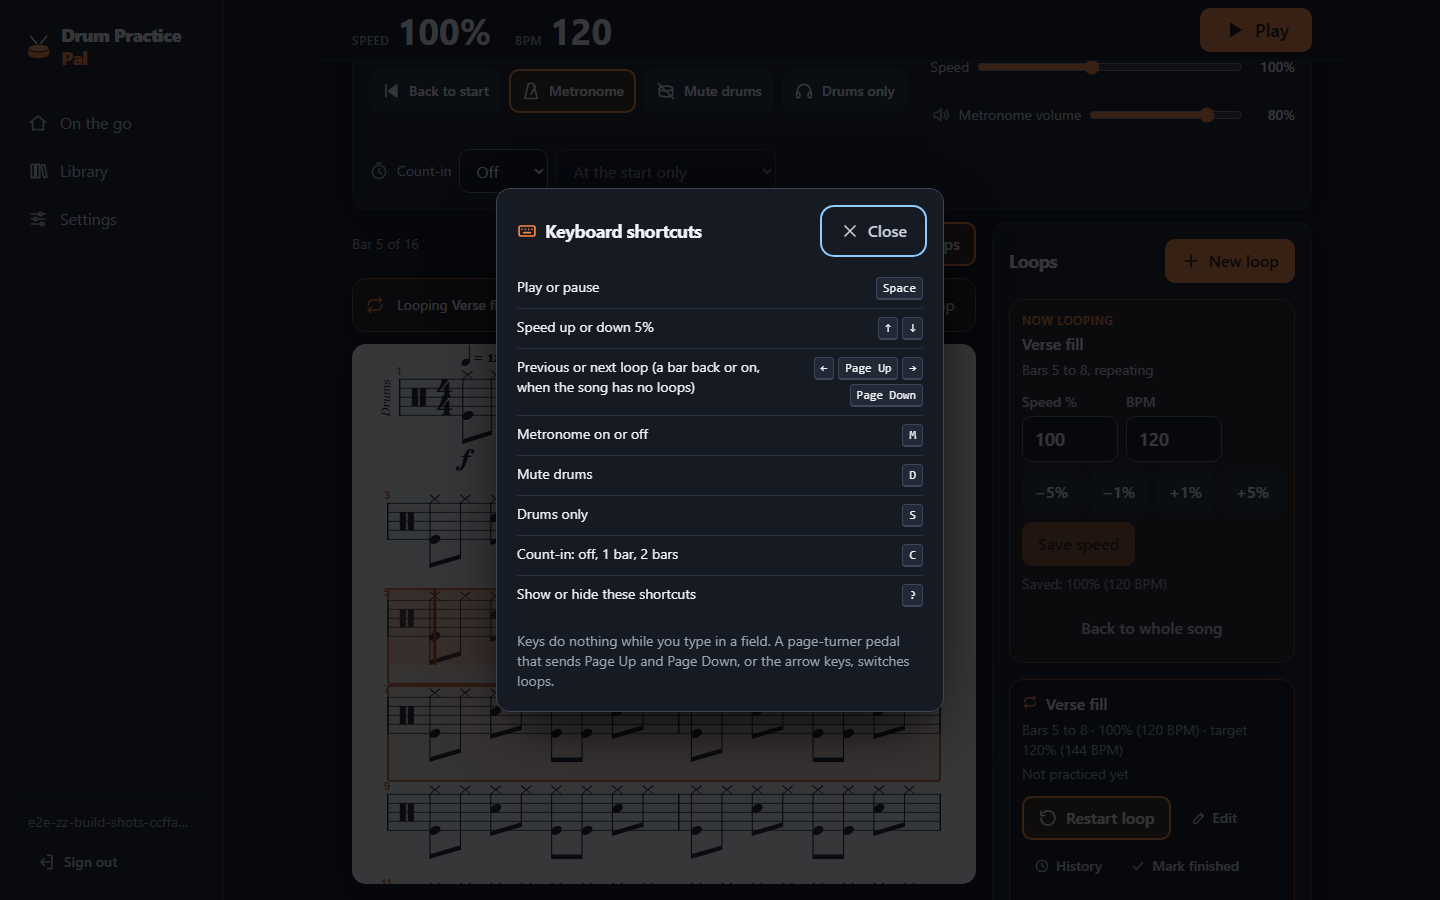 Drum Practice
Pal
On the go
Library
Settings
e2e-zz-build-shots-ccffa...
Sign out
SPEED 100% BPM 120
Play
Back to start
Metronome
Mute drums
Drums only
Speed 100%
Metronome volume 80%
Count-in Off At the start only
Bar 5 of 16
Looping Verse
Keyboard shortcuts
Close
Play or pause Space
Speed up or down 5% ↑ ↓
Previous or next loop (a bar back or on, ← Page Up →
when the song has no loops) Page Down
Metronome on or off M
Mute drums D
Drums only S
Count-in: off, 1 bar, 2 bars C
Show or hide these shortcuts ?
Keys do nothing while you type in a field. A page-turner pedal
that sends Page Up and Page Down, or the arrow keys, switches
loops.
Drums
1
4
4
f
3
5
7
9
11
Loops
New loop
NOW LOOPING
Verse fill
Bars 5 to 8, repeating
Speed % BPM
100 120
−5% −1% +1% +5%
Save speed
Saved: 100% (120 BPM)
Back to whole song
Verse fill
Bars 5 to 8 · 100% (120 BPM) · target
120% (144 BPM)
Not practiced yet
Restart loop
Edit
History
Mark finished